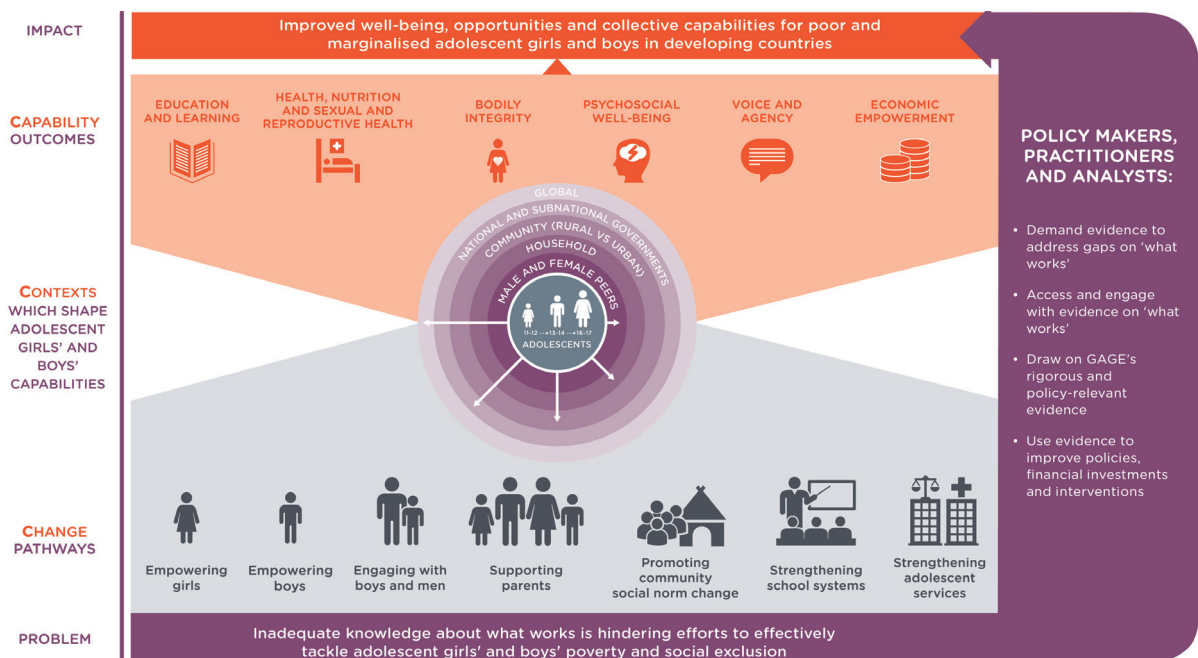 IMPACT
Improved well-being, opportunities and collective capabilities for poor and
marginalised adolescent girls and boys in developing countries
CAPABILITY
OUTCOMES
EDUCATION
AND LEARNING
HEALTH, NUTRITION
AND SEXUAL AND
REPRODUCTIVE HEALTH
BODILY
INTEGRITY
PSYCHOSOCIAL
WELL-BEING
VOICE AND
AGENCY
ECONOMIC
EMPOWERMENT
CONTEXTS
WHICH SHAPE
ADOLESCENT
GIRLS' AND
BOYS'
CAPABILITIES
GLOBAL
NATIONAL AND SUBNATIONAL GOVERNMENTS
COMMUNITY (RURAL VS URBAN)
HOUSEHOLD
MALE AND FEMALE PEERS
11-12 --→13-14 --→16-17
ADOLESCENTS
CHANGE
PATHWAYS
Empowering
girls
Empowering
boys
Engaging with
boys and men
Supporting
parents
Promoting
community
social norm change
Strengthening
school systems
Strengthening
adolescent
services
PROBLEM
Inadequate knowledge about what works is hindering efforts to effectively
tackle adolescent girls' and boys' poverty and social exclusion
POLICY MAKERS,
PRACTITIONERS
AND ANALYSTS:
• Demand evidence to
address gaps on ‘what
works’
• Access and engage
with evidence on ‘what
works’
• Draw on GAGE’s
rigorous and
policy-relevant
evidence
• Use evidence to
improve policies,
financial investments
and interventions